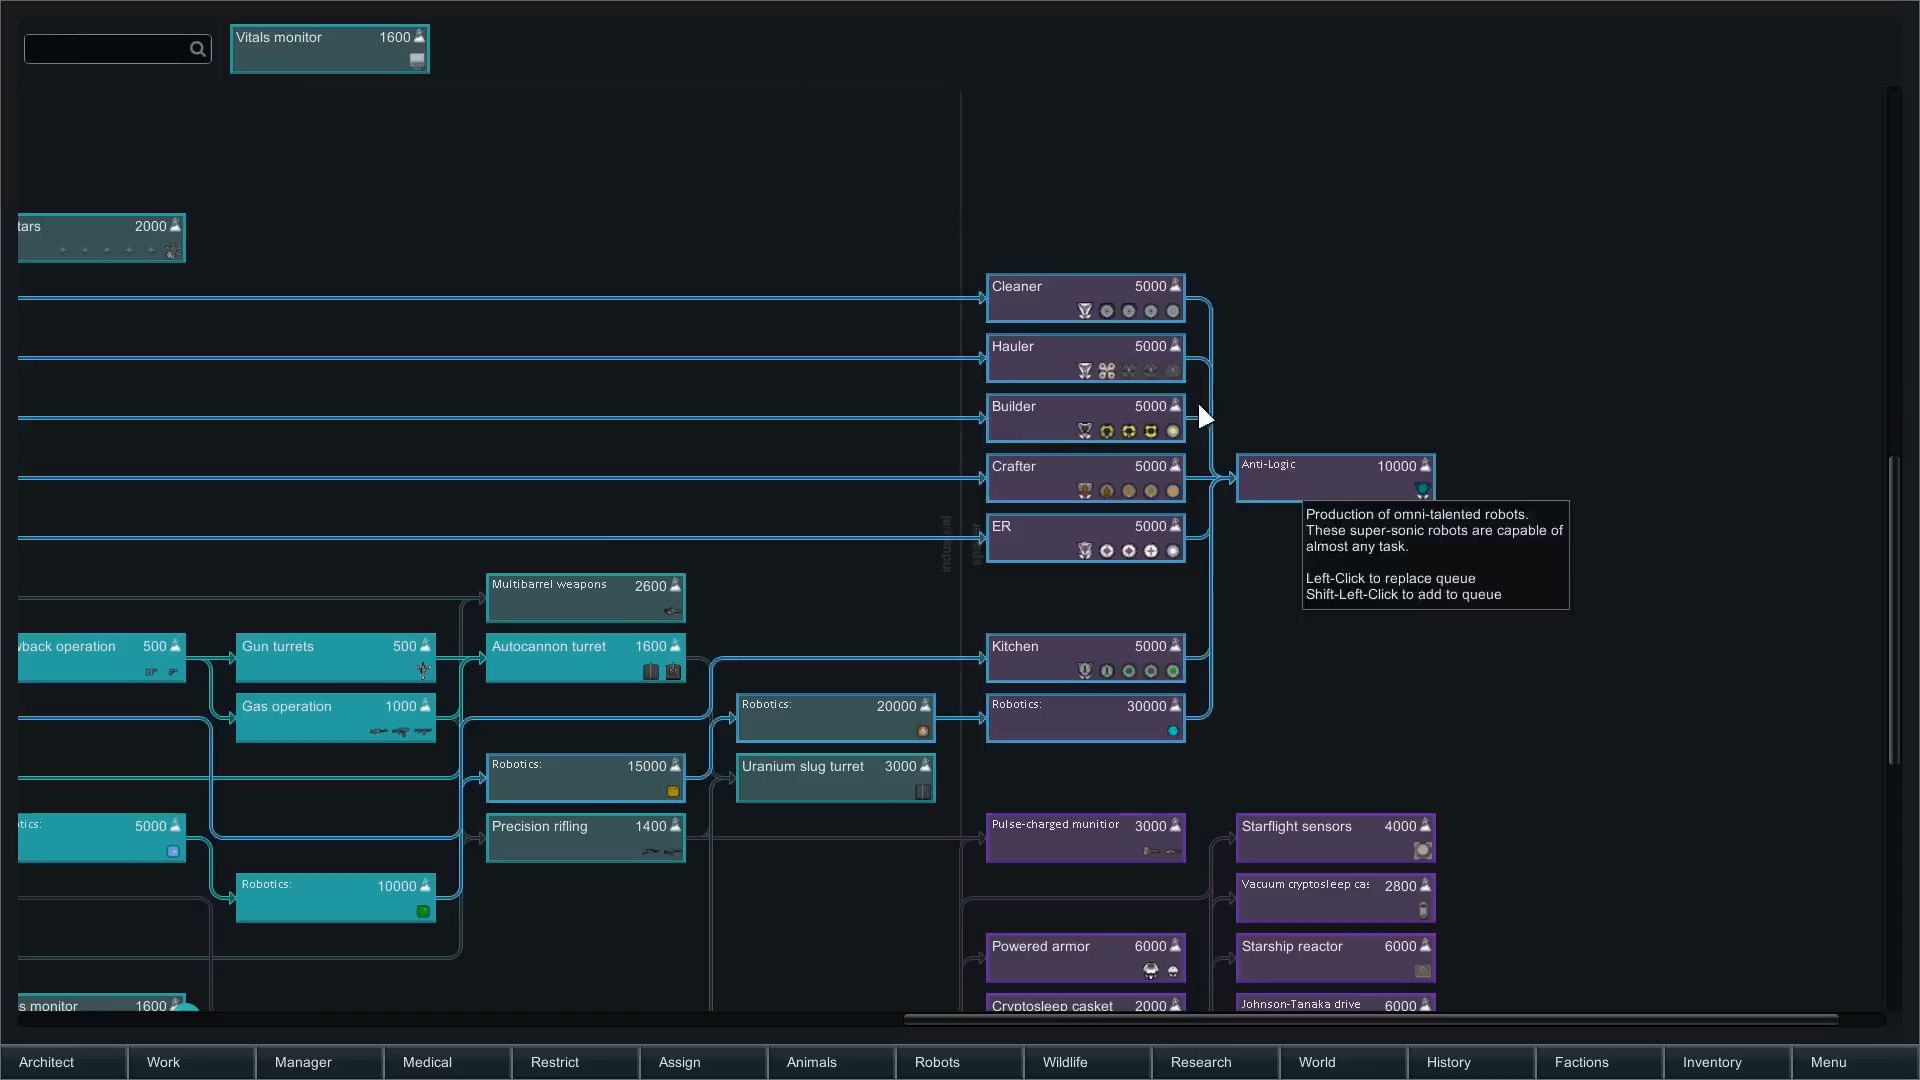 Vitals monitor 1600
tars 2000
Cleaner 5000
Hauler 5000
Builder 5000
Crafter 5000
Anti-Logic 10000
Production of omni-talented robots.
These super-sonic robots are capable of
almost any task.
Left-Click to replace queue
Shift-Left-Click to add to queue
industrial
ER 5000
Multibarrel weapons 2600
back operation 500
Gun turrets 500
Autocannon turret 1600
Kitchen 5000
Gas operation 1000
Robotics: 20000
Robotics: 30000
Robotics: 15000
Uranium slug turret 3000
tics: 5000
Precision rifling 1400
Pulse-charged munition 3000
Starflight sensors 4000
Robotics: 10000
Vacuum cryptosleep cas 2800
Powered armor 6000
Starship reactor 6000
s monitor 1600
Cryptosleep casket 2000
Johnson-Tanaka drive 6000
Architect Work Manager Medical Restrict Assign Animals Robots Wildlife Research World History Factions Inventory Menu